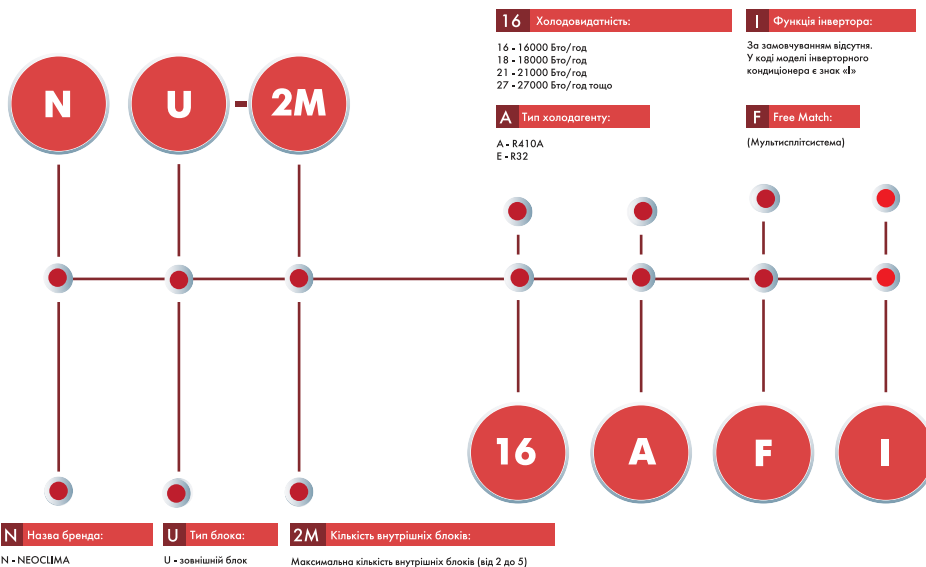 16 Холодовидатність:
16 - 16000 Бто/год
18 - 18000 Бто/год
21 - 21000 Бто/год
27 - 27000 Бто/год тощо
I Функція інвертора:
За замовчуванням відсутня.
У коді моделі інверторного
кондиціонера є знак «I»
A Тип холодагенту:
A - R410A
E - R32
F Free Match:
(Мультисплітсистема)
N U - 2M
16 A F I
N Назва бренда:
N - NEOCLIMA
U Тип блока:
U - зовнішній блок
2M Кількість внутрішніх блоків:
Максимальна кількість внутрішніх блоків (від 2 до 5)